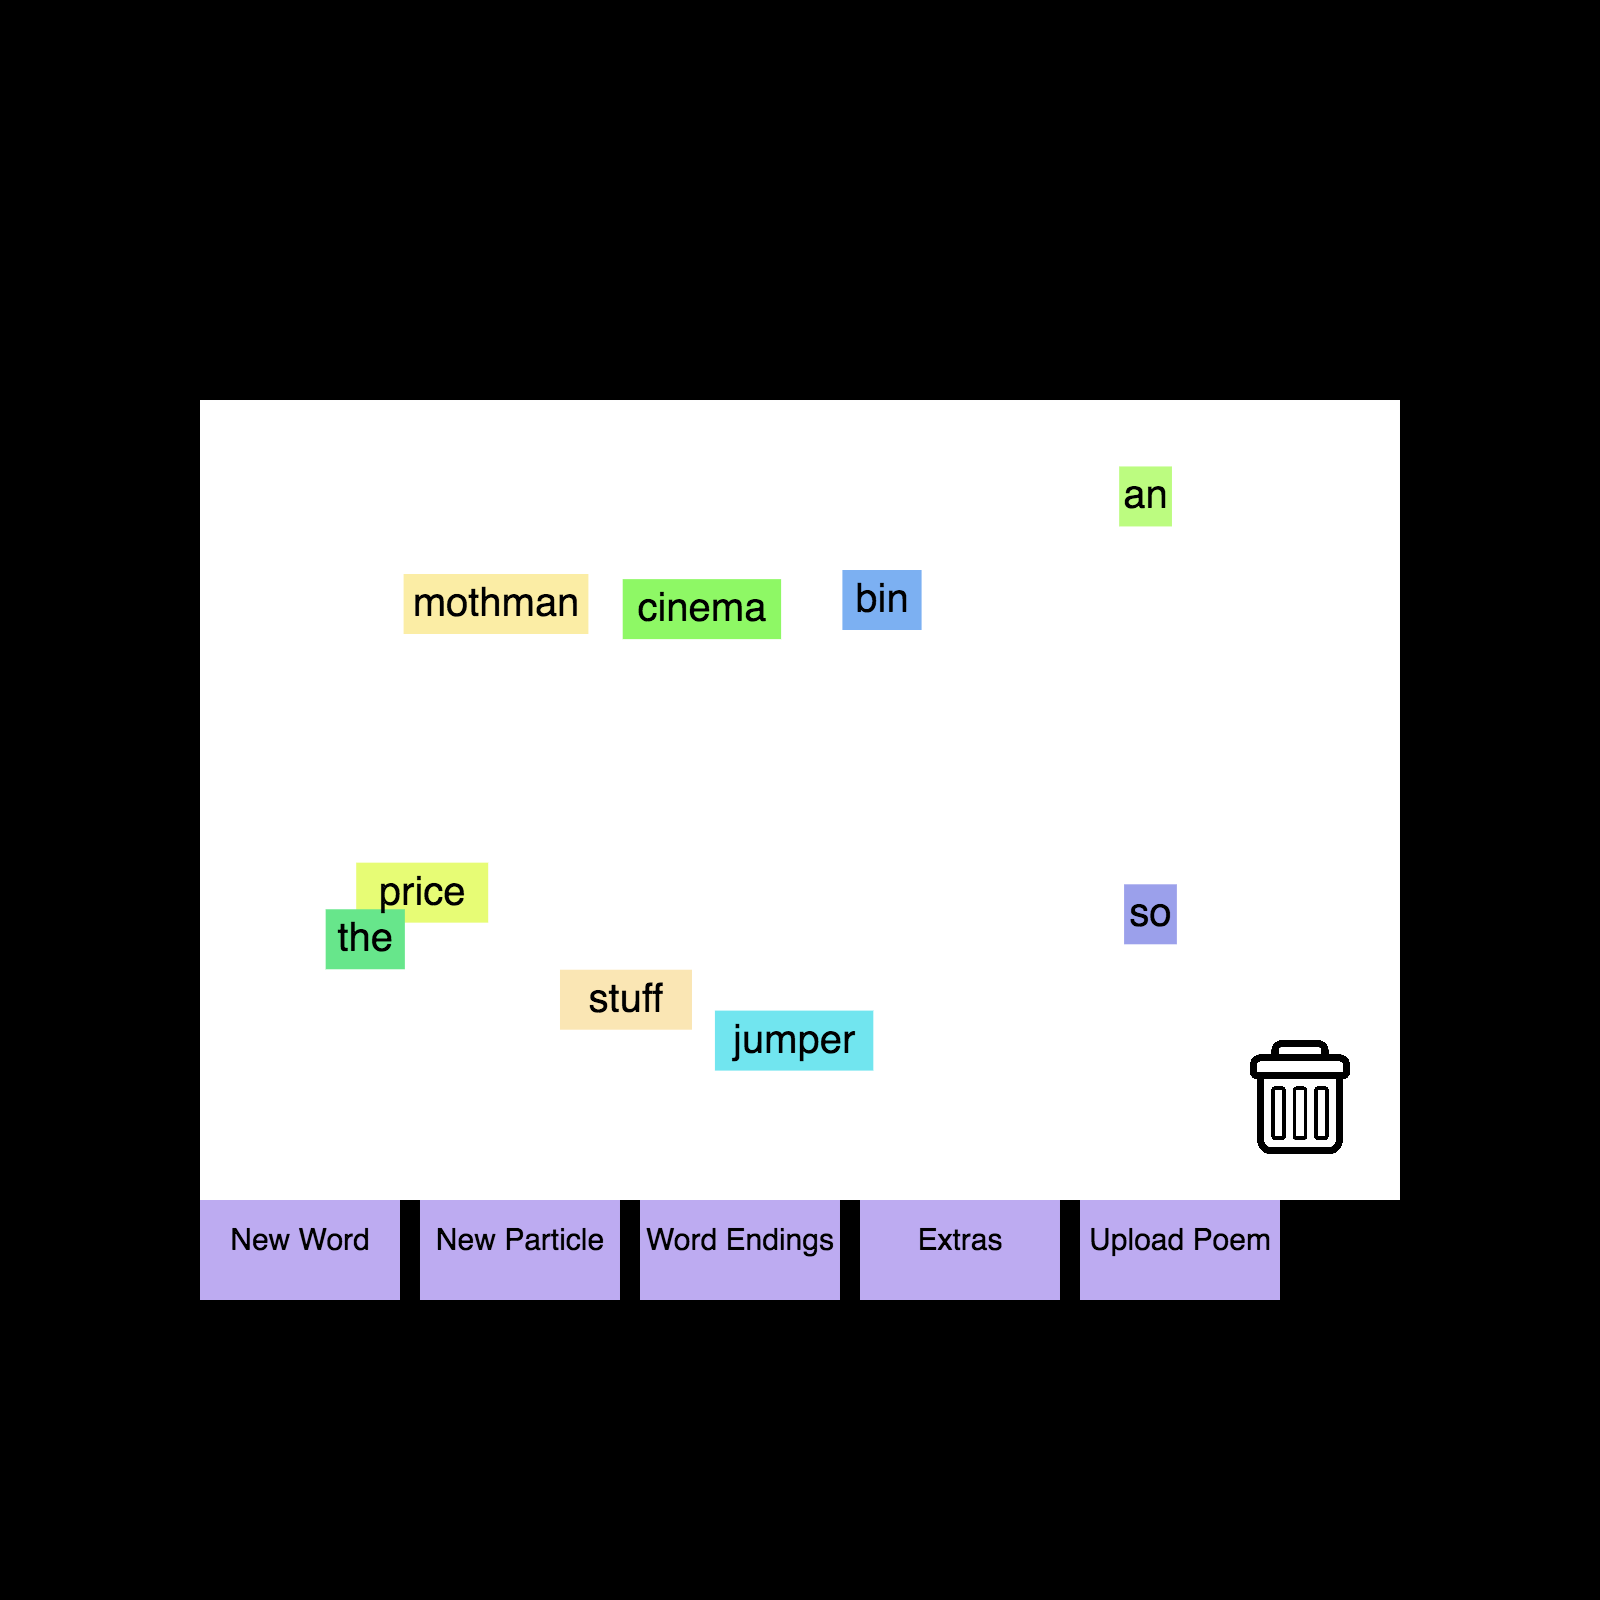 an
mothman cinema bin
price
the
so
stuff
jumper
New Word New Particle Word Endings Extras Upload Poem